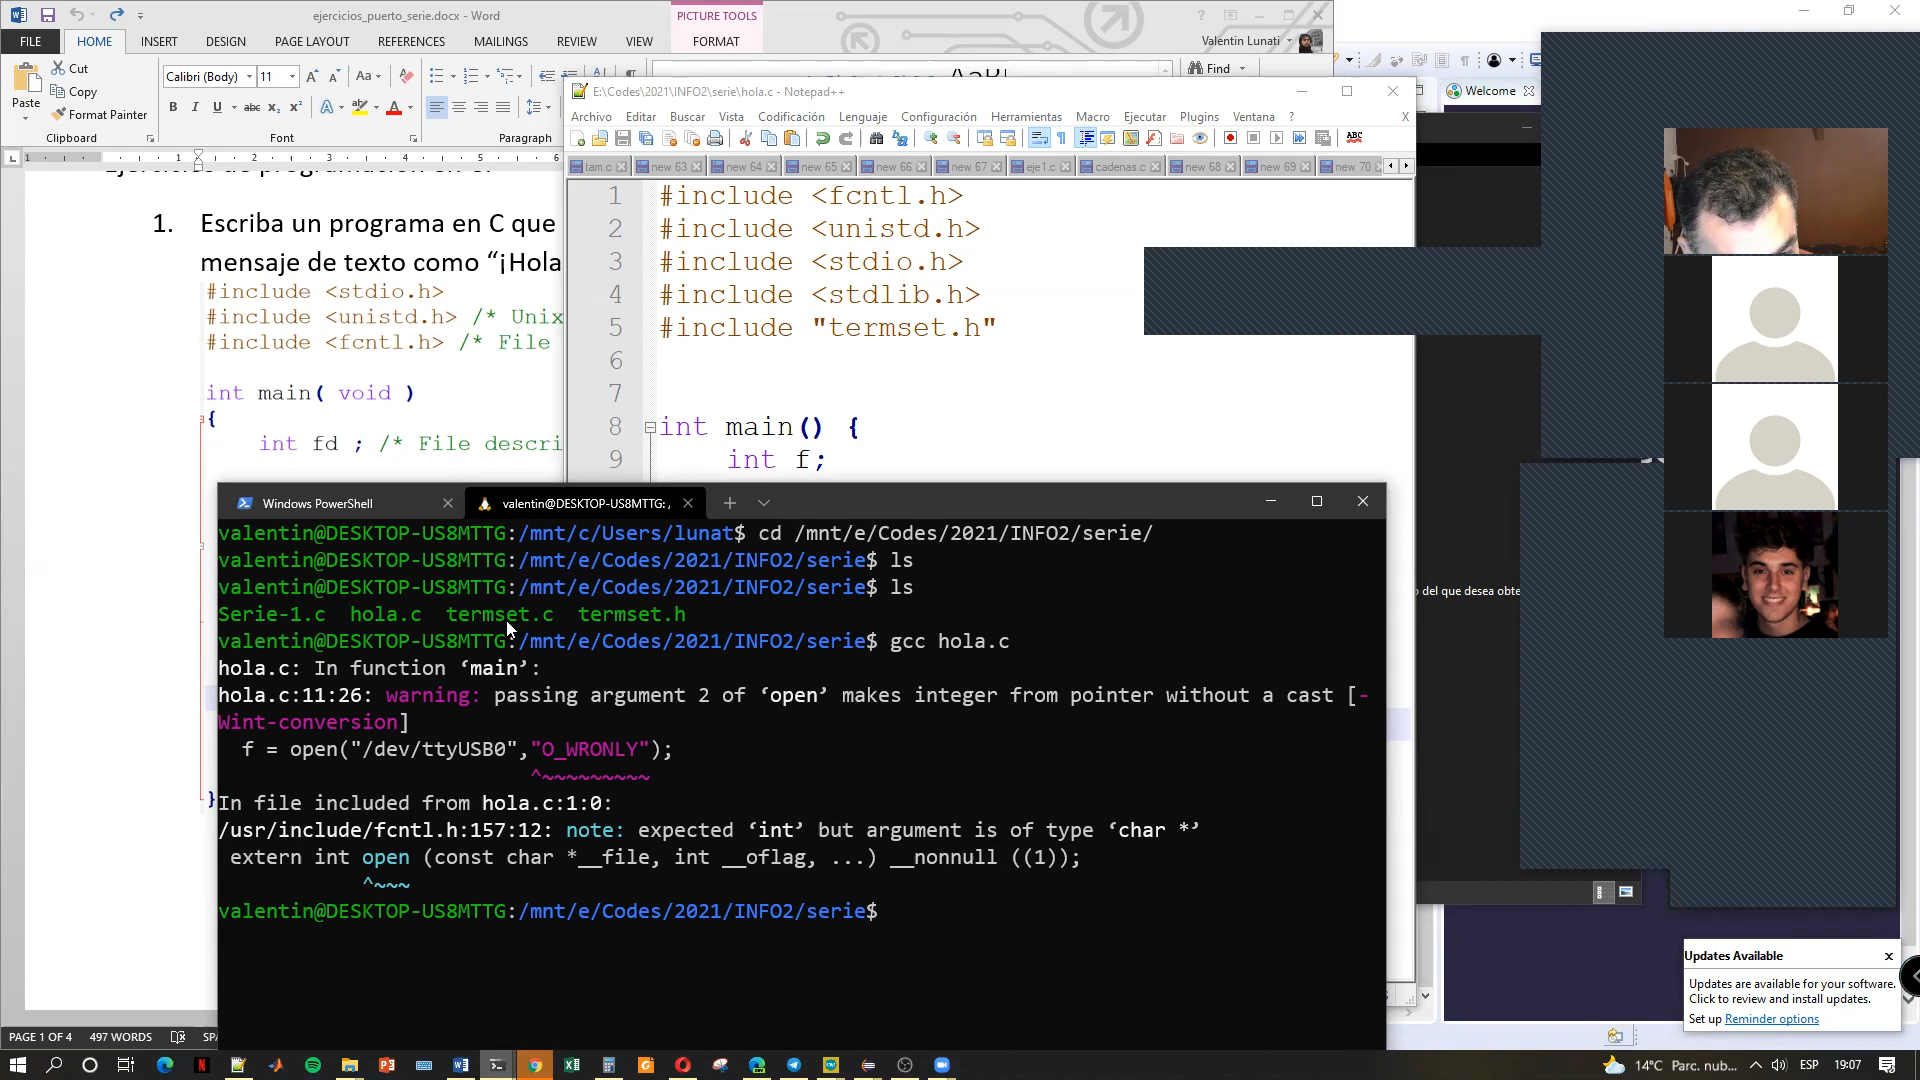 ejercicios_puerto_serie.docx - Word
PICTURE TOOLS
FILE HOME INSERT DESIGN PAGE LAYOUT REFERENCES MAILINGS REVIEW VIEW FORMAT
Valentin Lunati
Paste
Cut
Copy
Format Painter
Calibri (Body) 11
Find
Clipboard Font Paragraph
1. Escriba un programa en C que
mensaje de texto como “¡Hola
#include <stdio.h>
#include <unistd.h> /* Unix
#include <fcntl.h> /* File
int main( void )
{
int fd ; /* File descri
}
PAGE 1 OF 4 497 WORDS
E:\Codes\2021\INFO2\serie\hola.c - Notepad++
Archivo Editar Buscar Vista Codificación Lenguaje Configuración Herramientas Macro Ejecutar Plugins Ventana ? X
tam.c new 63 new 64 new 65 new 66 new 67 eje1.c cadenas.c new 68 new 69 new 70
1 #include <fcntl.h>
2 #include <unistd.h>
3 #include <stdio.h>
4 #include <stdlib.h>
5 #include "termset.h"
6
7
8 int main() {
9 int f;
Welcome
Windows PowerShell
valentin@DESKTOP-US8MTTG: /
valentin@DESKTOP-US8MTTG:/mnt/c/Users/lunat$ cd /mnt/e/Codes/2021/INFO2/serie/
valentin@DESKTOP-US8MTTG:/mnt/e/Codes/2021/INFO2/serie$ ls
valentin@DESKTOP-US8MTTG:/mnt/e/Codes/2021/INFO2/serie$ ls
Serie-1.c hola.c termset.c termset.h
valentin@DESKTOP-US8MTTG:/mnt/e/Codes/2021/INFO2/serie$ gcc hola.c
hola.c: In function ‘main’:
hola.c:11:26: warning: passing argument 2 of ‘open’ makes integer from pointer without a cast [-
Wint-conversion]
f = open("/dev/ttyUSB0","O_WRONLY");
^~~~~~~~~~
In file included from hola.c:1:0:
/usr/include/fcntl.h:157:12: note: expected ‘int’ but argument is of type ‘char *’
extern int open (const char *__file, int __oflag, ...) __nonnull ((1));
^~~~
valentin@DESKTOP-US8MTTG:/mnt/e/Codes/2021/INFO2/serie$
del que desea obte
Updates Available
Updates are available for your software.
Click to review and install updates.
Set up Reminder options
14°C Parc. nub... ESP 19:07